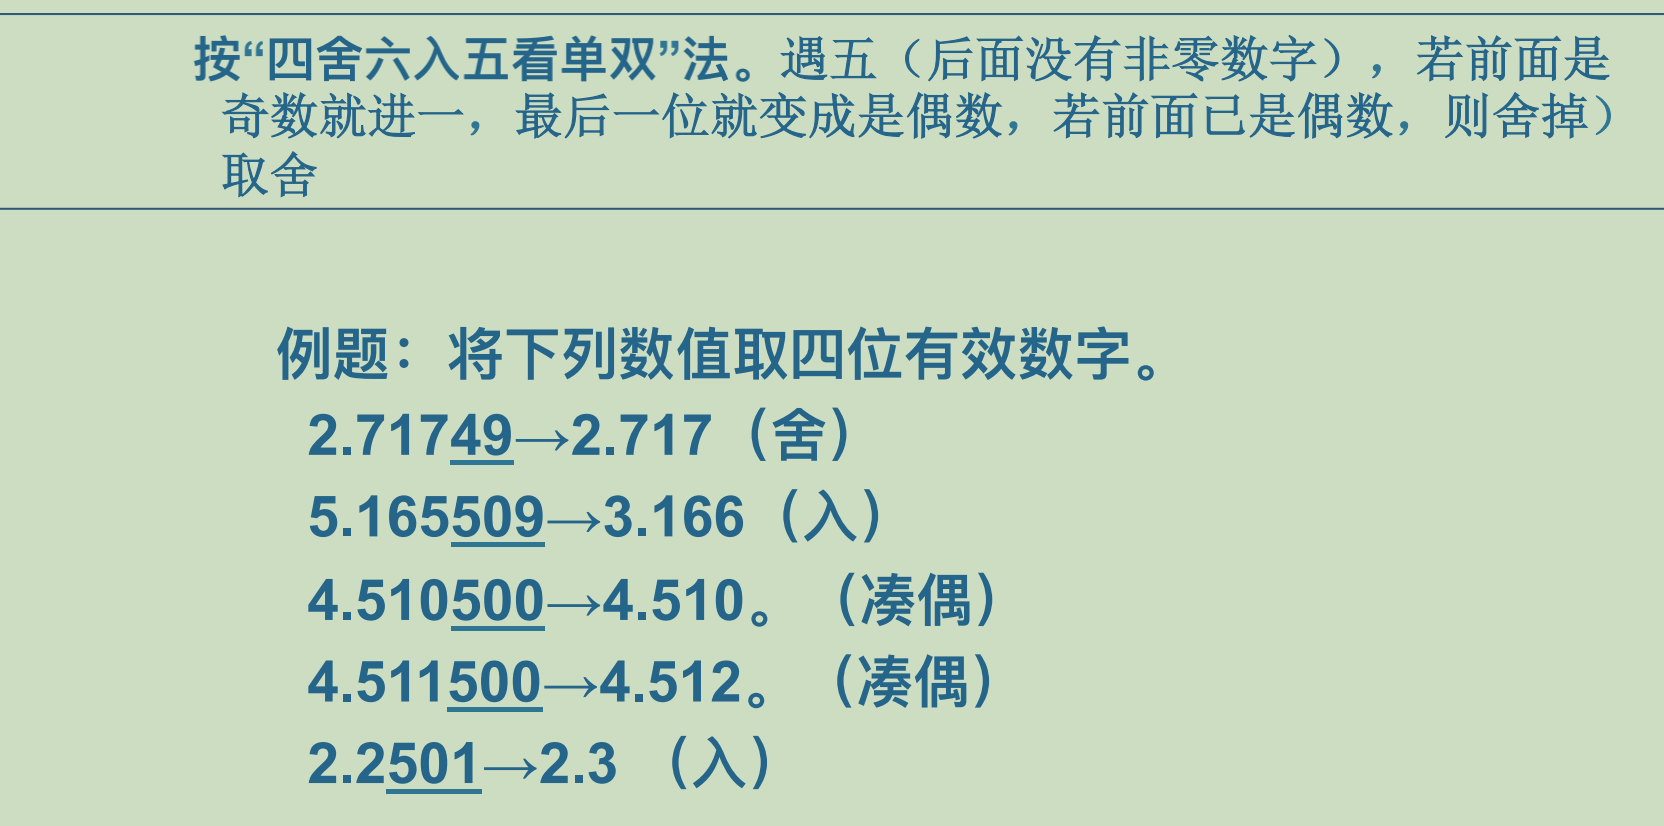 按“四舍六入五看单双”法。遇五（后面没有非零数字），若前面是
奇数就进一，最后一位就变成是偶数，若前面已是偶数，则舍掉）
取舍
例题：将下列数值取四位有效数字。
2.71749→2.717（舍）
5.165509→3.166（入）
4.510500→4.510。（凑偶）
4.511500→4.512。（凑偶）
2.2501→2.3 （入）